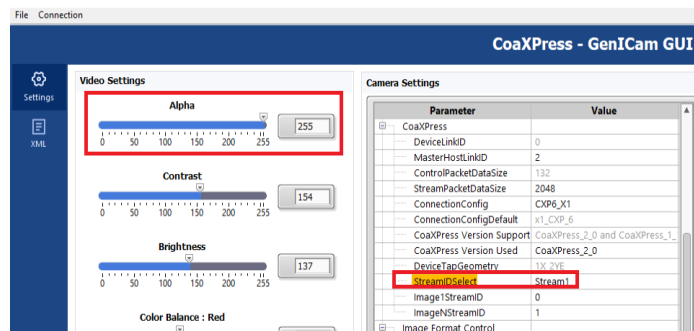 File Connection
CoaXPress - GenICam GUI
Settings
XML
Video Settings
Alpha
255
0 50 100 150 200 255
Contrast
154
0 50 100 150 200 255
Brightness
137
0 50 100 150 200 255
Color Balance : Red
Camera Settings
Parameter Value
CoaXPress
DeviceLinkID 0
MasterHostLinkID 2
ControlPacketDataSize 132
StreamPacketDataSize 2048
ConnectionConfig CXP6_X1
ConnectionConfigDefault x1_CXP_6
CoaXPress Version Support CoaXPress_2_0 and CoaXPress_1_
CoaXPress Version Used CoaXPress_2_0
DeviceTapGeometry 1X_2YE
StreamIDSelect Stream1
Image1StreamID 0
ImageNStreamID 1
Image Format Control